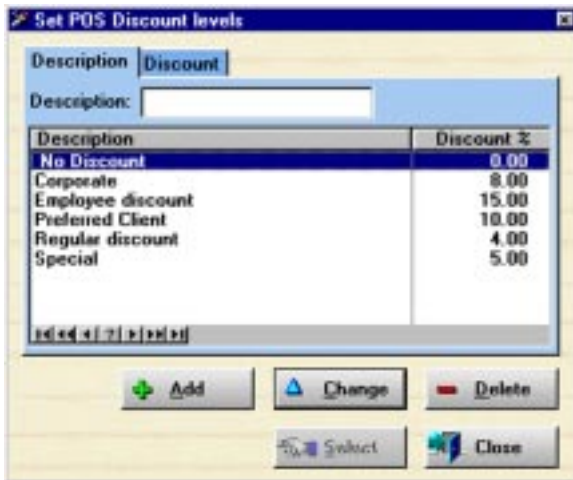 Set POS Discount levels
Description Discount
Description:
Description Discount %
No Discount 0.00
Corporate 8.00
Employee discount 15.00
Preferred Client 10.00
Regular discount 4.00
Special 5.00
?
Add Change Delete
Select Close